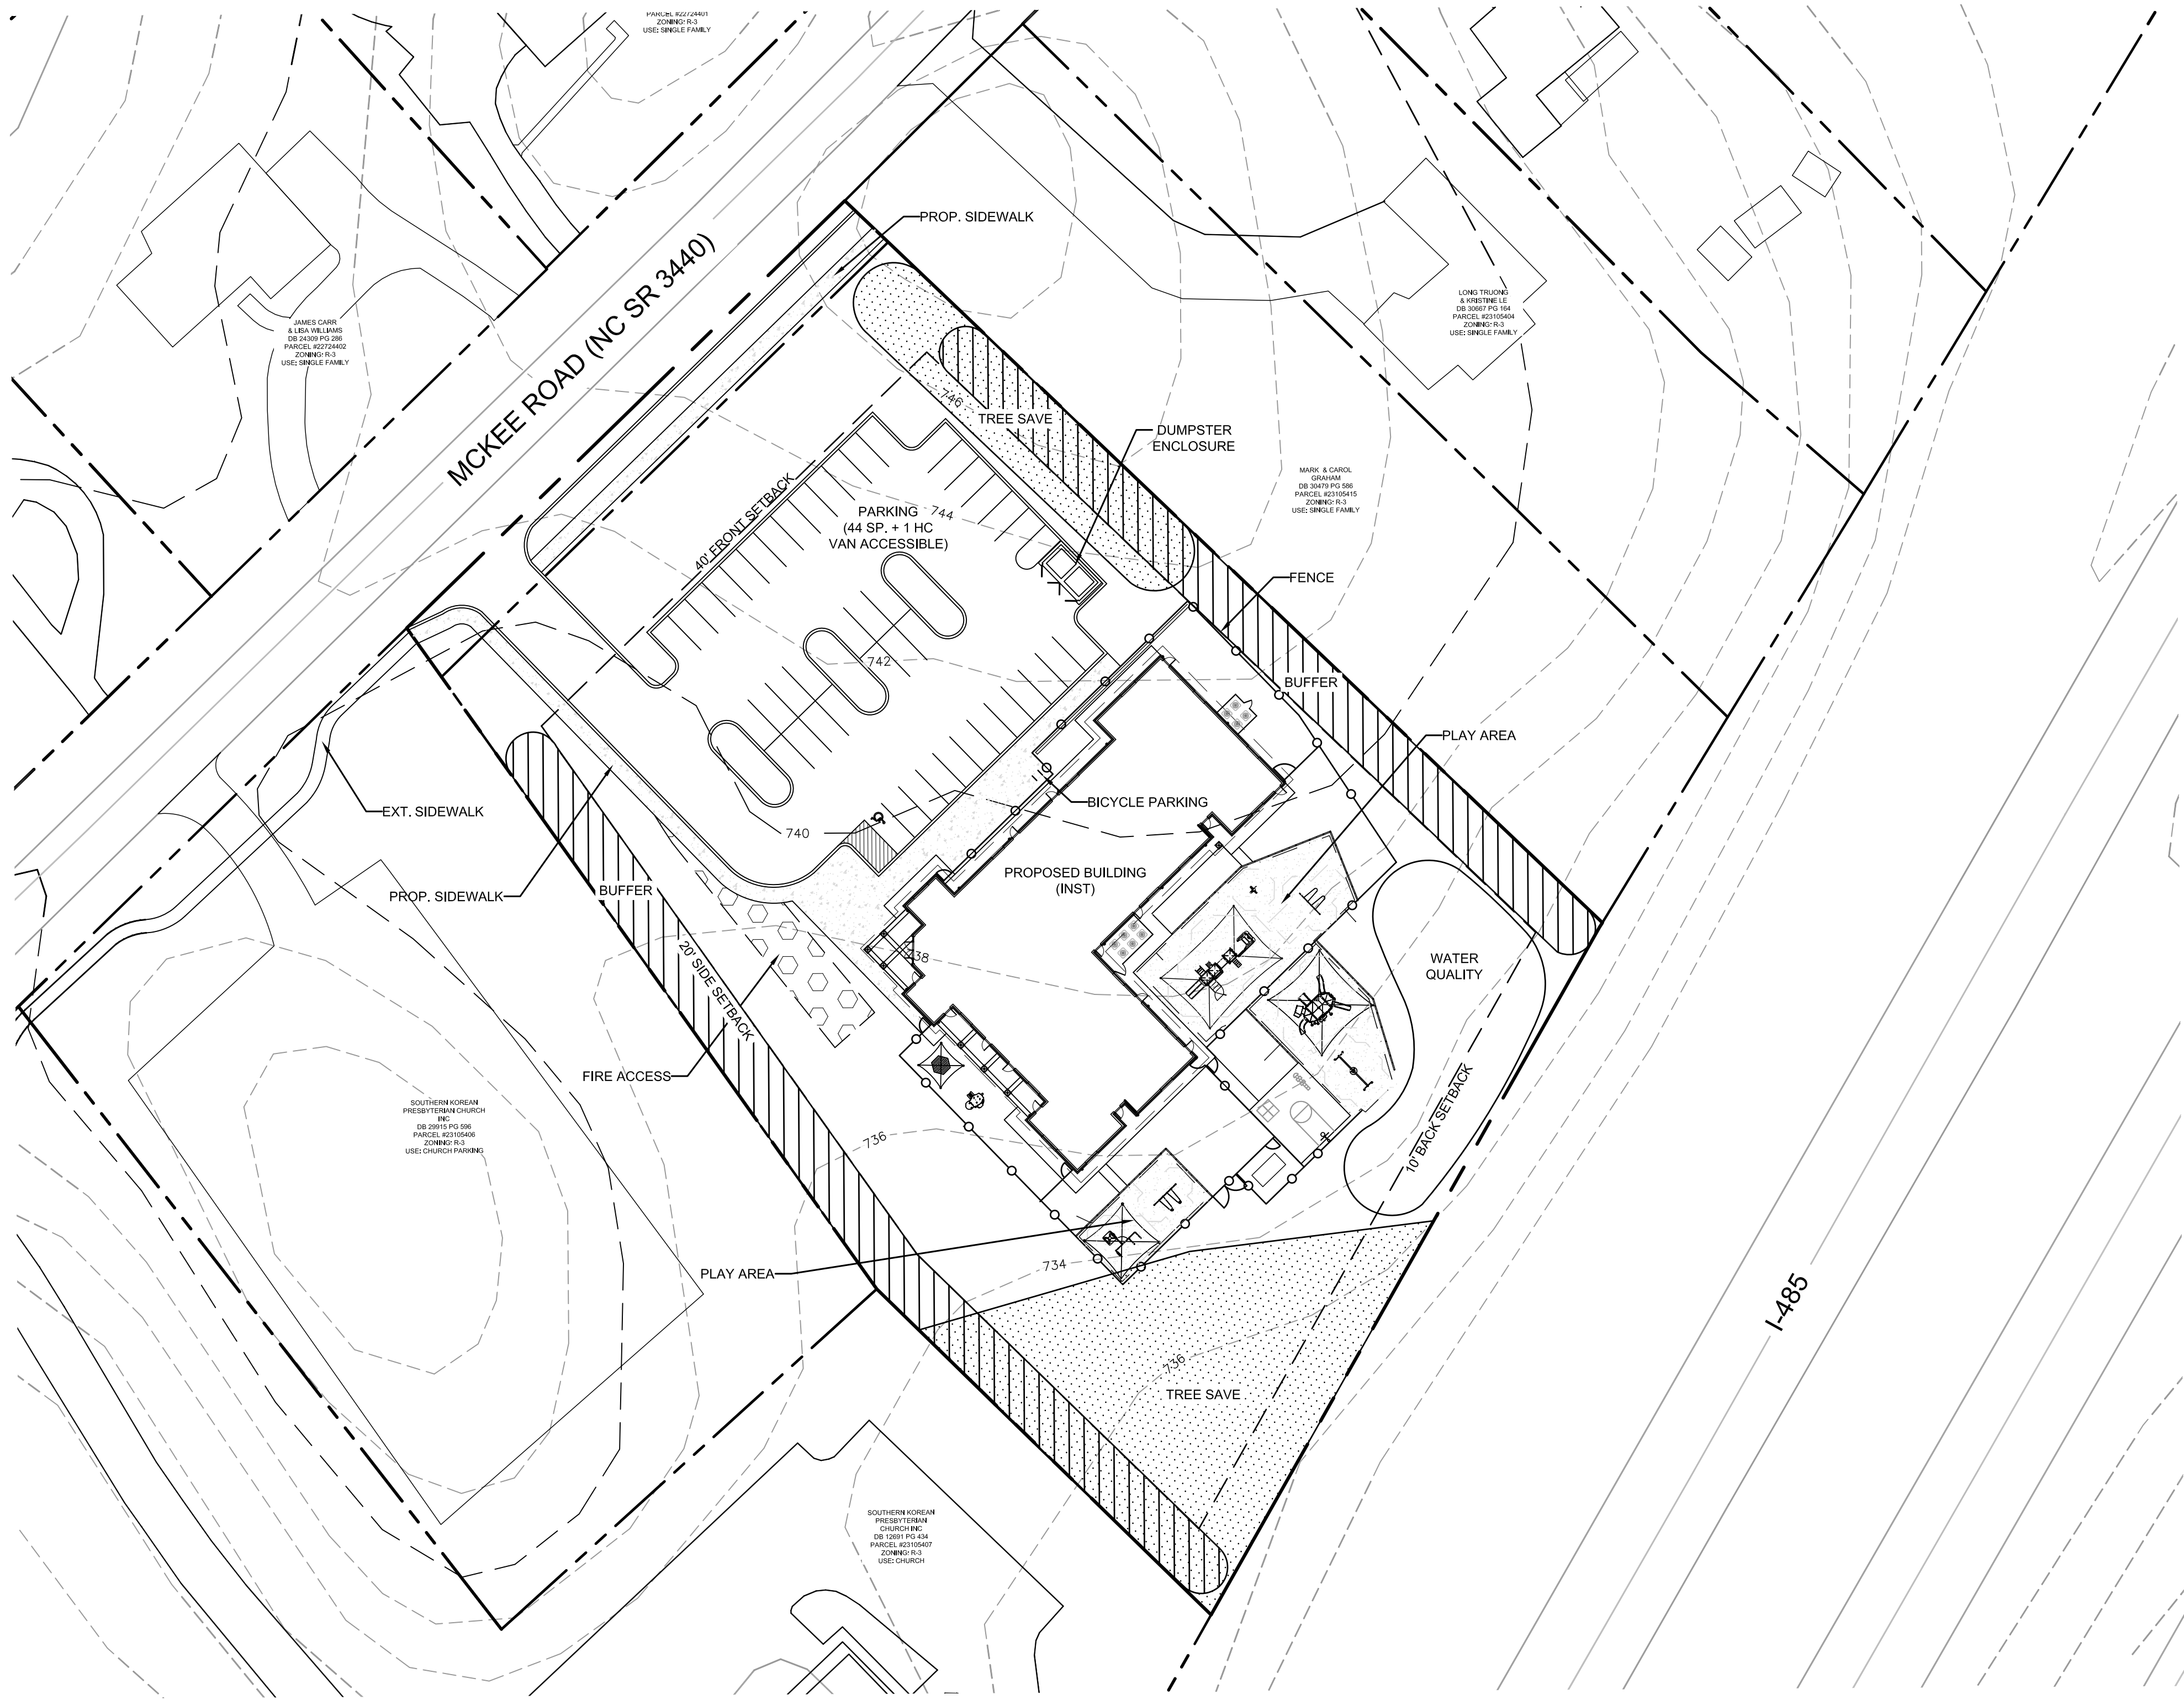 PARCEL #22724401
ZONING: R-3
USE: SINGLE FAMILY
PROP. SIDEWALK
MCKEE ROAD (NC SR 3440)
JAMES CARR
& LISA WILLIAMS
DB 24309 PG 286
PARCEL #22724402
ZONING: R-3
USE: SINGLE FAMILY
LONG TRUONG
& KRISTINE LE
DB 30667 PG 164
PARCEL #23105404
ZONING: R-3
USE: SINGLE FAMILY
746
TREE SAVE
DUMPSTER
ENCLOSURE
MARK & CAROL
GRAHAM
DB 30479 PG 586
PARCEL #23105415
ZONING: R-3
USE: SINGLE FAMILY
40' FRONT SETBACK
PARKING
(44 SP. + 1 HC
VAN ACCESSIBLE)
744
FENCE
742
BUFFER
PLAY AREA
EXT. SIDEWALK
BICYCLE PARKING
740
PROPOSED BUILDING
(INST)
PROP. SIDEWALK
BUFFER
20' SIDE SETBACK
738
WATER
QUALITY
FIRE ACCESS
10' BACK SETBACK
SOUTHERN KOREAN
PRESBYTERIAN CHURCH
INC
DB 29915 PG 596
PARCEL #23105406
ZONING: R-3
USE: CHURCH PARKING
736
PLAY AREA
734
I-485
736
TREE SAVE
SOUTHERN KOREAN
PRESBYTERIAN
CHURCH INC
DB 12691 PG 434
PARCEL #23105407
ZONING: R-3
USE: CHURCH